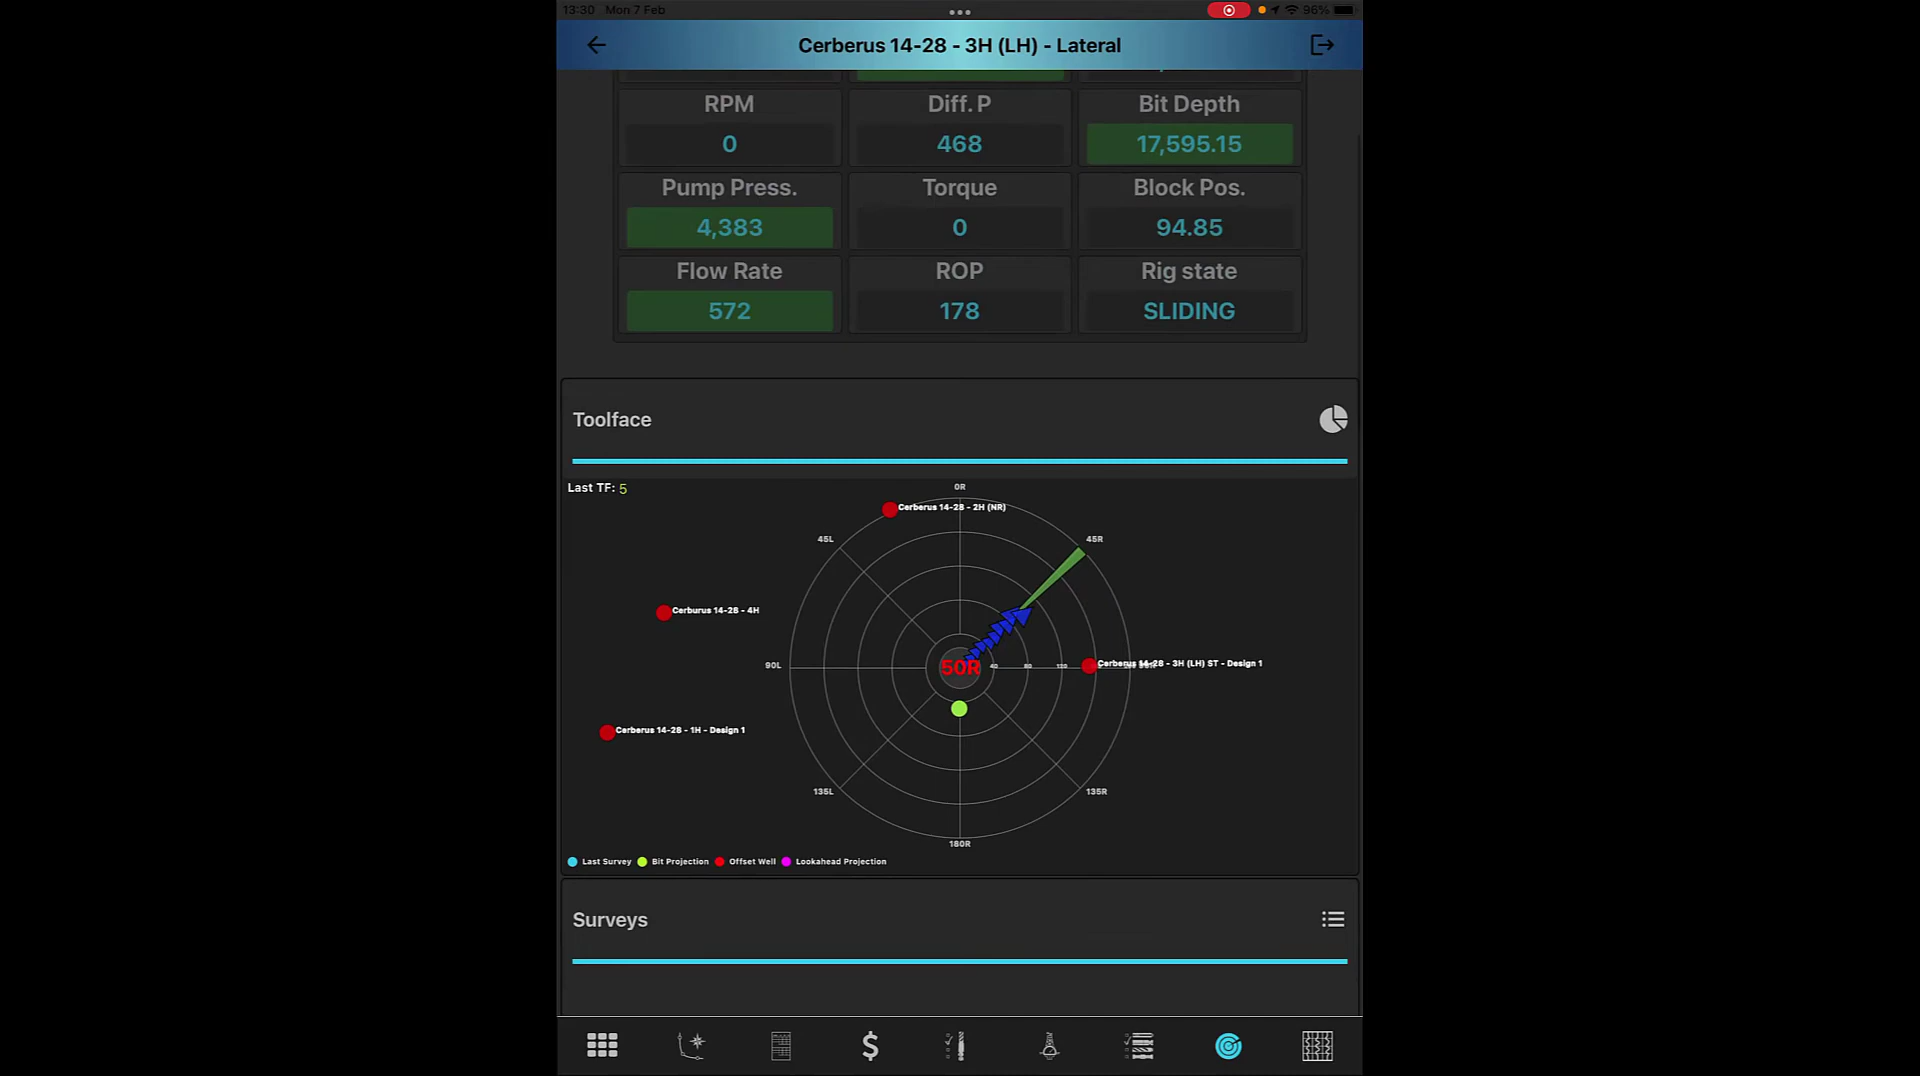 13:30 Mon 7 Feb
96%
Cerberus 14-28 - 3H (LH) - Lateral
RPM Diff. P Bit Depth
0 468 17,595.15
Pump Press. Torque Block Pos.
4,383 0 94.85
Flow Rate ROP Rig state
572 178 SLIDING
Toolface
Last TF: 5
0R
Cerberus 14-28 - 2H (NR)
45L 45R
Cerburus 14-28 - 4H
90L 50R 40 80 120 Cerberus 14-28 - 3H (LH) ST - Design 1
Cerberus 14-28 - 1H - Design 1
135L 135R
180R
Last Survey Bit Projection Offset Well Lookahead Projection
Surveys
$